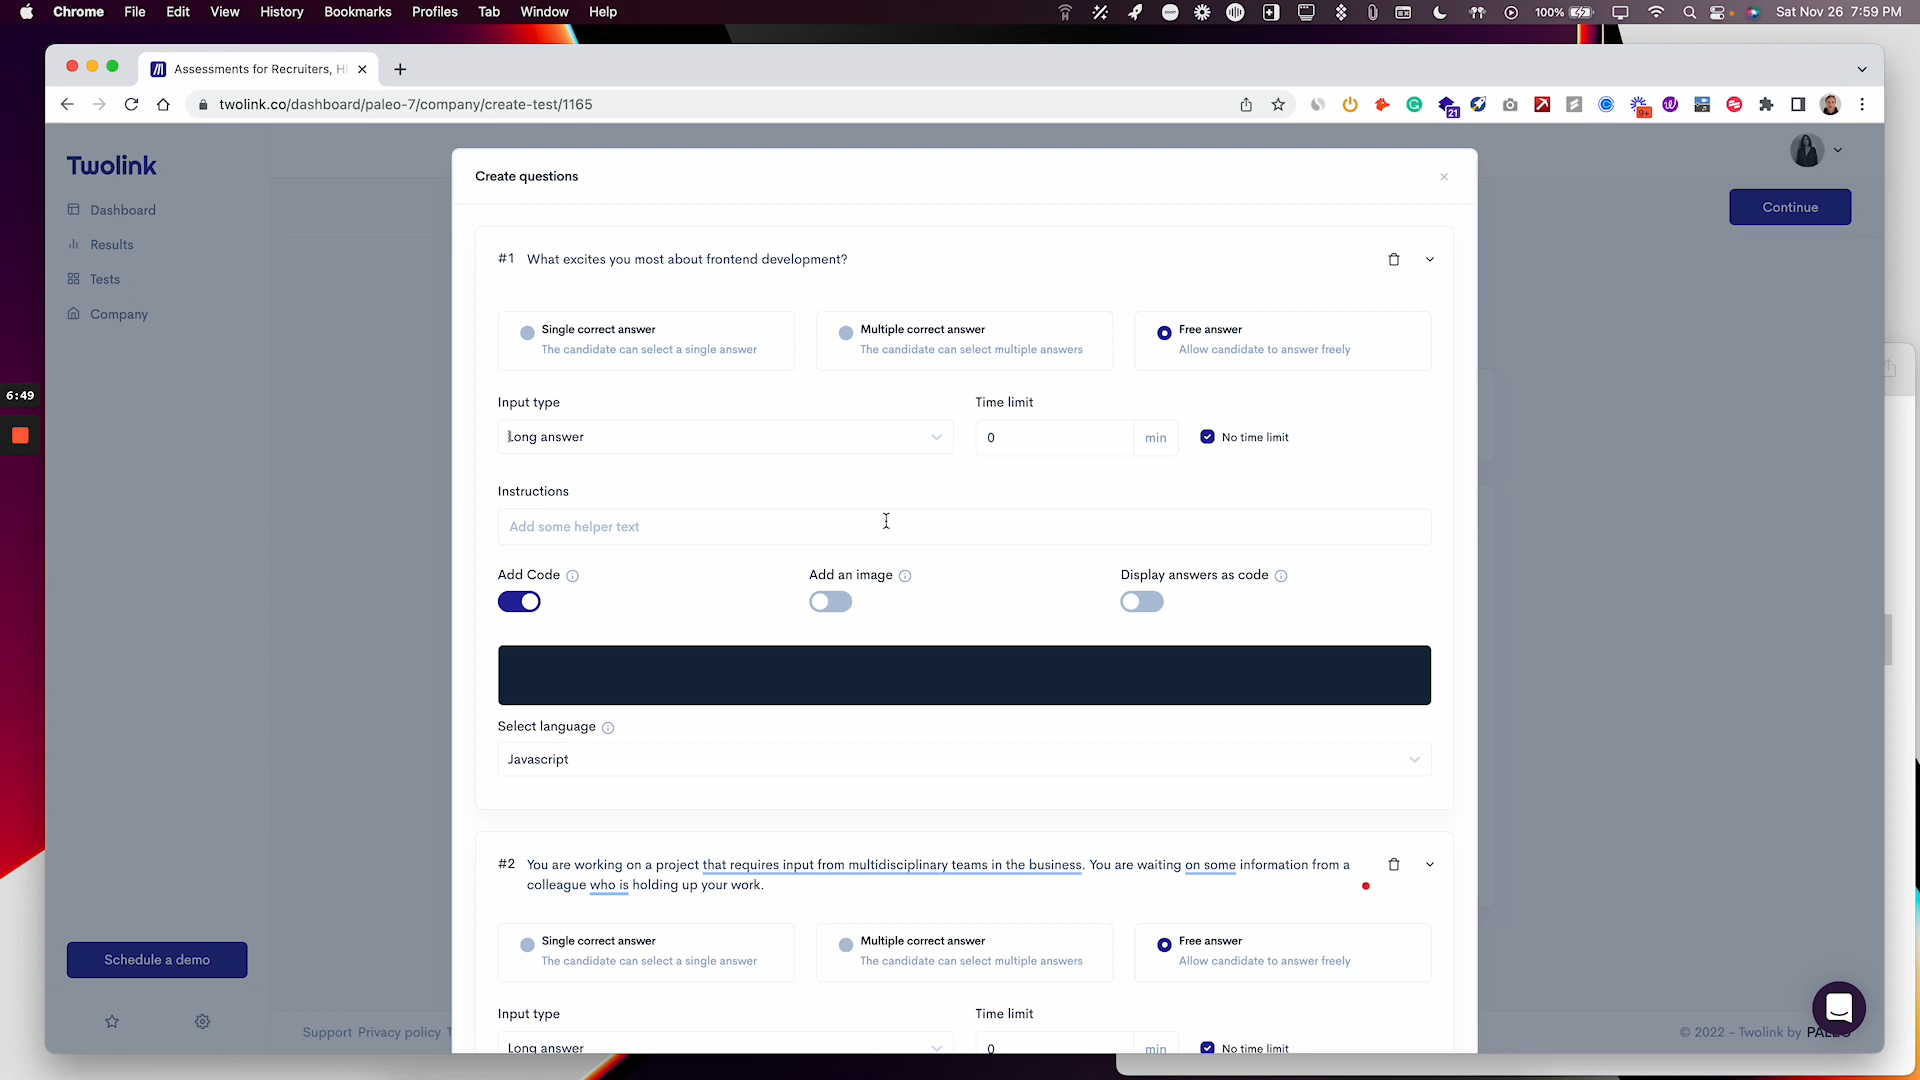 Chrome File Edit View History Bookmarks Profiles Tab Window Help
100%
Sat Nov 26 7:59 PM
Assessments for Recruiters, Hi
twolink.co/dashboard/paleo-7/company/create-test/1165
21
9+
Twolink
Dashboard
Results
Tests
Company
Continue
6:49
Create questions
#1 What excites you most about frontend development?
Single correct answer
The candidate can select a single answer
Multiple correct answer
The candidate can select multiple answers
Free answer
Allow candidate to answer freely
Input type
Time limit
Long answer
0
min
No time limit
Instructions
Add some helper text
Add Code
Add an image
Display answers as code
Select language
Javascript
#2 You are working on a project that requires input from multidisciplinary teams in the business. You are waiting on some information from a
colleague who is holding up your work.
Single correct answer
The candidate can select a single answer
Multiple correct answer
The candidate can select multiple answers
Free answer
Allow candidate to answer freely
Input type
Time limit
Long answer
0
min
No time limit
Schedule a demo
Support Privacy policy
© 2022 - Twolink by PALEO